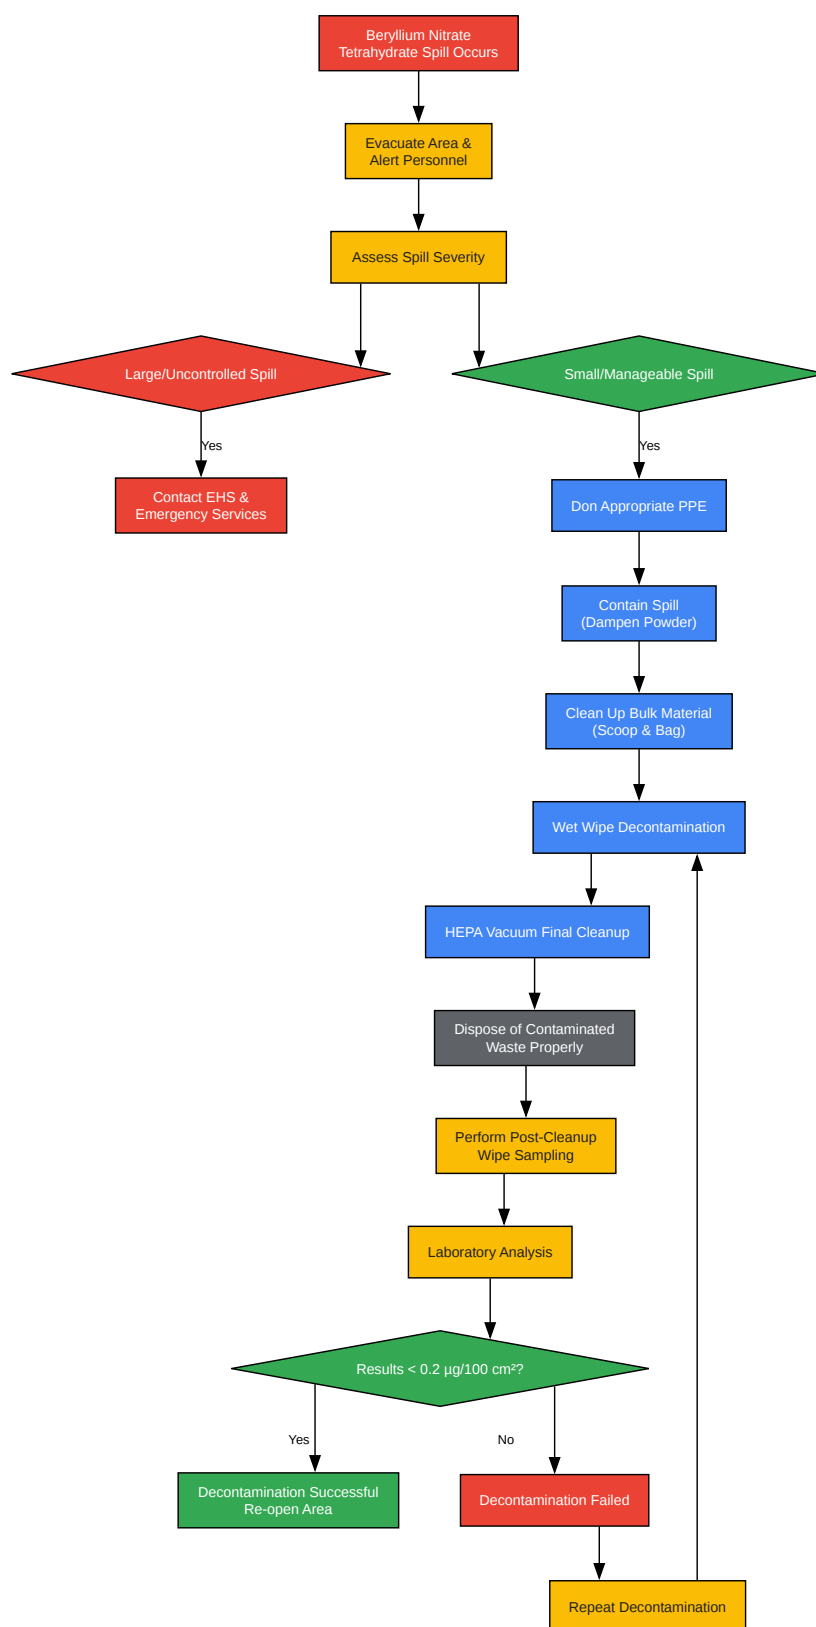 Beryllium Nitrate
Tetrahydrate Spill Occurs
Evacuate Area &
Alert Personnel
Assess Spill Severity
Large/Uncontrolled Spill
Small/Manageable Spill
Yes
Yes
Contact EHS &
Emergency Services
Don Appropriate PPE
Contain Spill
(Dampen Powder)
Clean Up Bulk Material
(Scoop & Bag)
Wet Wipe Decontamination
HEPA Vacuum Final Cleanup
Dispose of Contaminated
Waste Properly
Perform Post-Cleanup
Wipe Sampling
Laboratory Analysis
Results < 0.2 µg/100 cm²?
Yes
No
Decontamination Successful
Re-open Area
Decontamination Failed
Repeat Decontamination